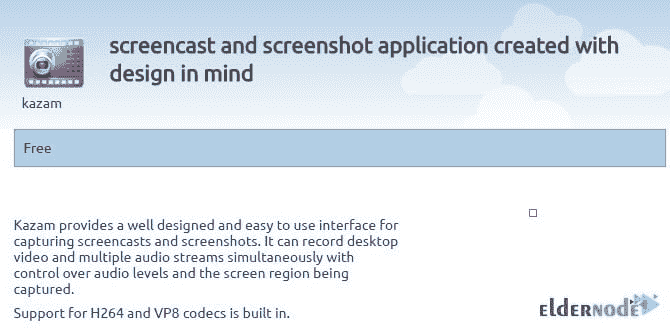 screencast and screenshot application created with
design in mind
kazam
Free
Kazam provides a well designed and easy to use interface for
capturing screencasts and screenshots. It can record desktop
video and multiple audio streams simultaneously with
control over audio levels and the screen region being
captured.
Support for H264 and VP8 codecs is built in.
ELDERNODE